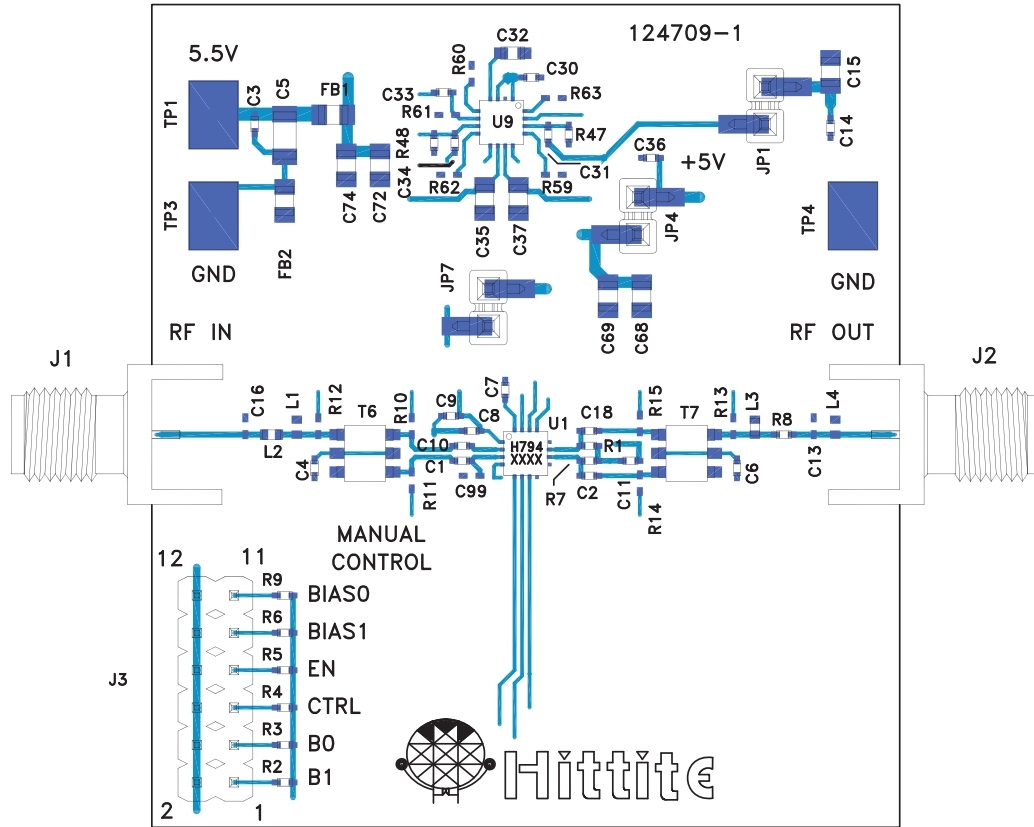 124709-1
5.5V
C32
R60
C30
C15
C3
C5
FB1
C33
R63
TP1
R61
U9
R48
R47
C14
C36
JP1
+5V
C34
R62
C31
R59
TP3
C74
C72
C35
C37
JP4
TP4
FB2
GND
GND
JP7
C69
C68
RF IN
RF OUT
J1
J2
C16
L1
R12
T6
R10
C9
C7
C8
U1
C18
R15
T7
R13
L3
R8
L4
L2
C4
C10
C1
H794
XXXX
R1
C6
C13
R11
C99
R7
C2
C11
R14
MANUAL
CONTROL
12
11
R9
BIAS0
R6
BIAS1
R5
EN
J3
R4
CTRL
R3
B0
R2
B1
2
1
Hittite